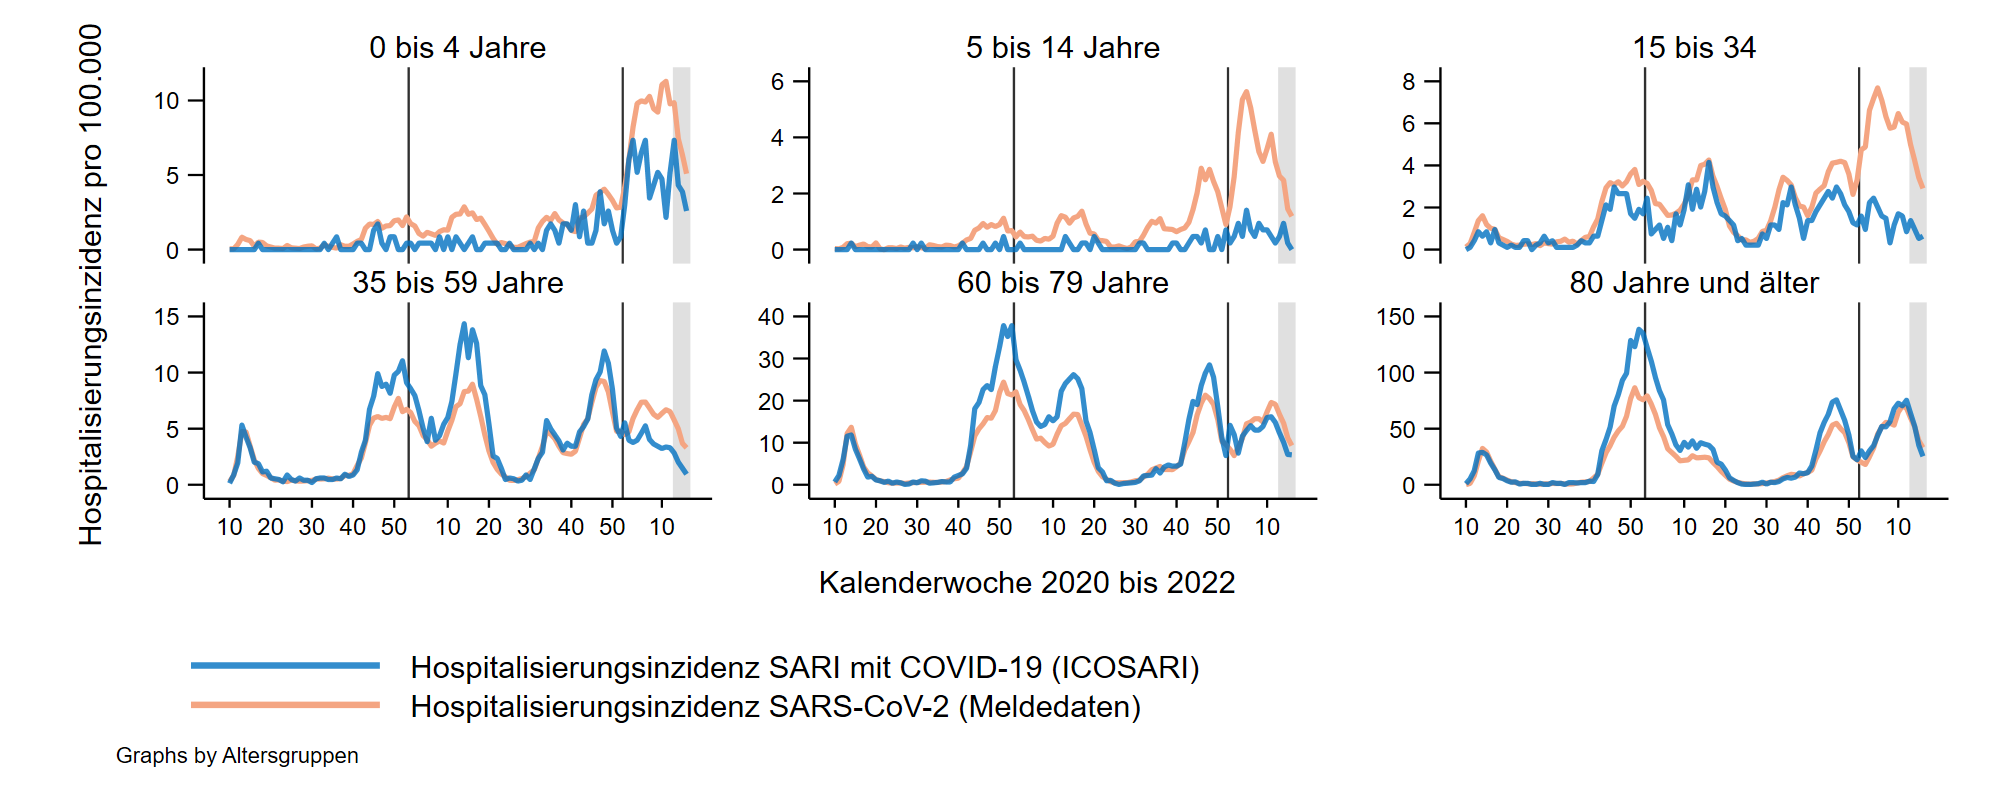 Hospitalisierungsinzidenz pro 100.000
0 bis 4 Jahre
5 bis 14 Jahre
15 bis 34
10
5
0
6
4
2
0
8
6
4
2
0
35 bis 59 Jahre
60 bis 79 Jahre
80 Jahre und älter
15
10
5
0
40
30
20
10
0
150
100
50
0
10 20 30 40 50 10 20 30 40 50 10
10 20 30 40 50 10 20 30 40 50 10
10 20 30 40 50 10 20 30 40 50 10
Kalenderwoche 2020 bis 2022
Hospitalisierungsinzidenz SARI mit COVID-19 (ICOSARI)
Hospitalisierungsinzidenz SARS-CoV-2 (Meldedaten)
Graphs by Altersgruppen